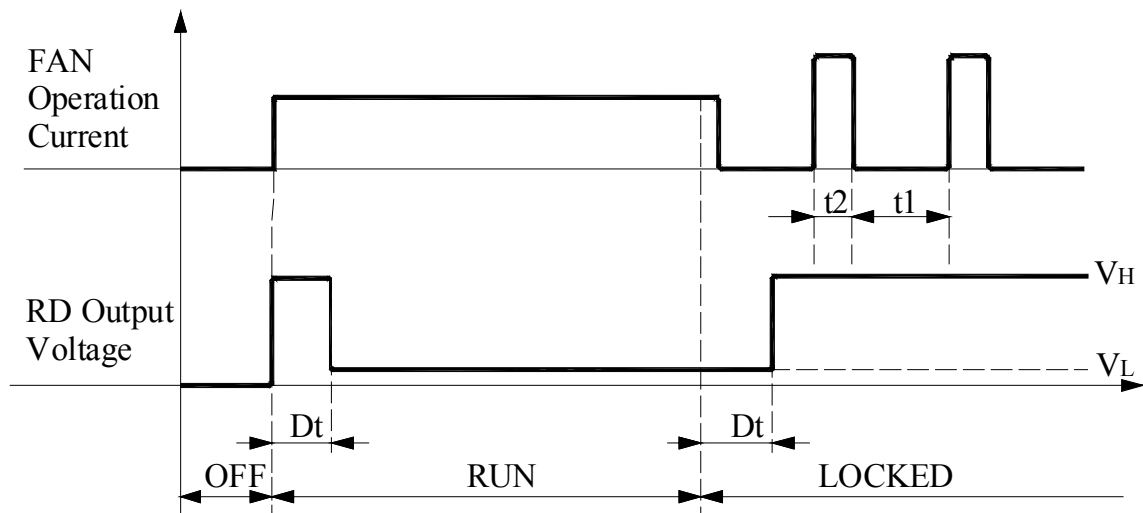 FAN
Operation
Current
t2
t1
VH
RD Output
Voltage
VL
Dt
Dt
OFF
RUN
LOCKED